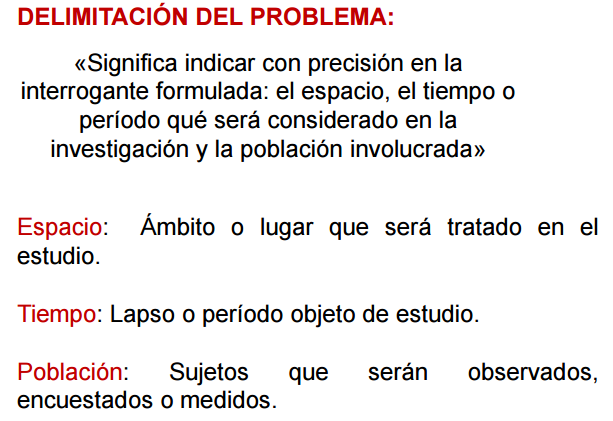 DELIMITACIÓN DEL PROBLEMA:
«Significa indicar con precisión en la
interrogante formulada: el espacio, el tiempo o
período qué será considerado en la
investigación y la población involucrada»
Espacio: Ámbito o lugar que será tratado en el
estudio.
Tiempo: Lapso o período objeto de estudio.
Población: Sujetos que serán observados,
encuestados o medidos.